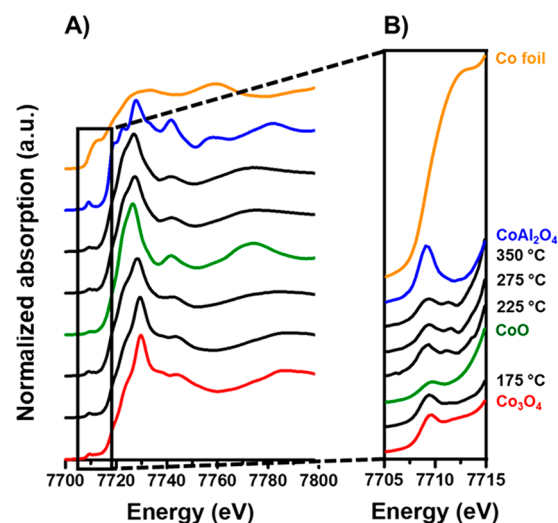 A)
B)
Normalized absorption (a.u.)
Co foil
CoAl₂O₄
350 °C
275 °C
225 °C
CoO
175 °C
Co₃O₄
7700 7720 7740 7760 7780 7800
7705 7710 7715
Energy (eV)
Energy (eV)